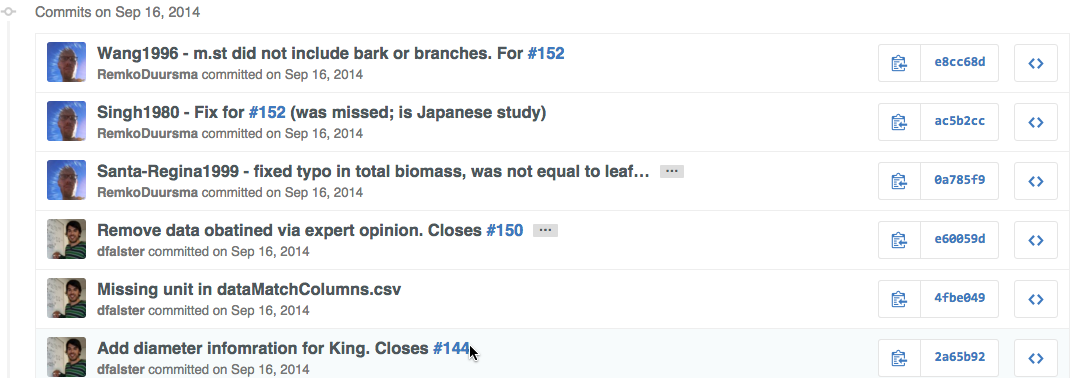 Commits on Sep 16, 2014
Wang1996 - m.st did not include bark or branches. For #152
RemkoDuursma committed on Sep 16, 2014
e8cc68d
Singh1980 - Fix for #152 (was missed; is Japanese study)
RemkoDuursma committed on Sep 16, 2014
ac5b2cc
Santa-Regina1999 - fixed typo in total biomass, was not equal to leaf…
RemkoDuursma committed on Sep 16, 2014
0a785f9
Remove data obatined via expert opinion. Closes #150
dfalster committed on Sep 16, 2014
e60059d
Missing unit in dataMatchColumns.csv
dfalster committed on Sep 16, 2014
4fbe049
Add diameter infomration for King. Closes #144
dfalster committed on Sep 16, 2014
2a65b92